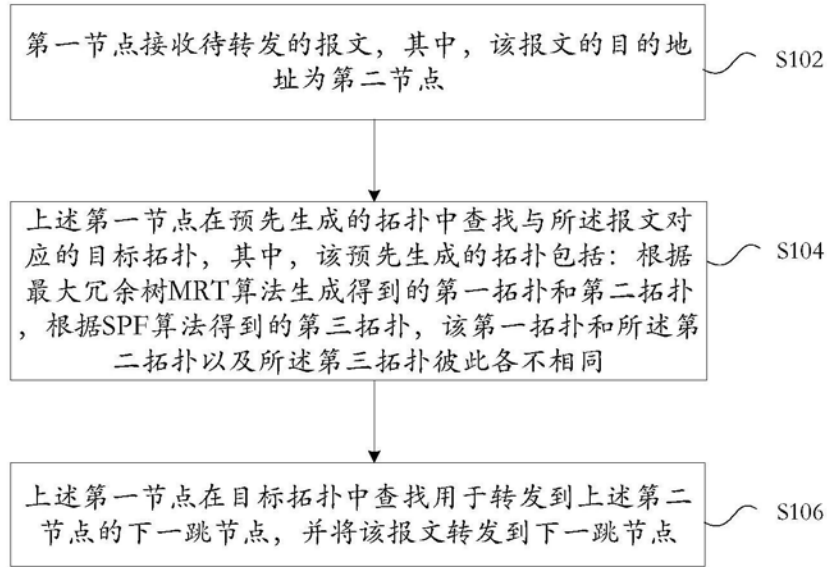 第一节点接收待转发的报文，其中，该报文的目的地
址为第二节点
S102
上述第一节点在预先生成的拓扑中查找与所述报文对
应的目标拓扑，其中，该预先生成的拓扑包括：根据
最大冗余树MRT算法生成得到的第一拓扑和第二拓扑
，根据SPF算法得到的第三拓扑，该第一拓扑和所述第
二拓扑以及所述第三拓扑彼此各不相同
S104
上述第一节点在目标拓扑中查找用于转发到上述第二
节点的下一跳节点，并将该报文转发到下一跳节点
S106